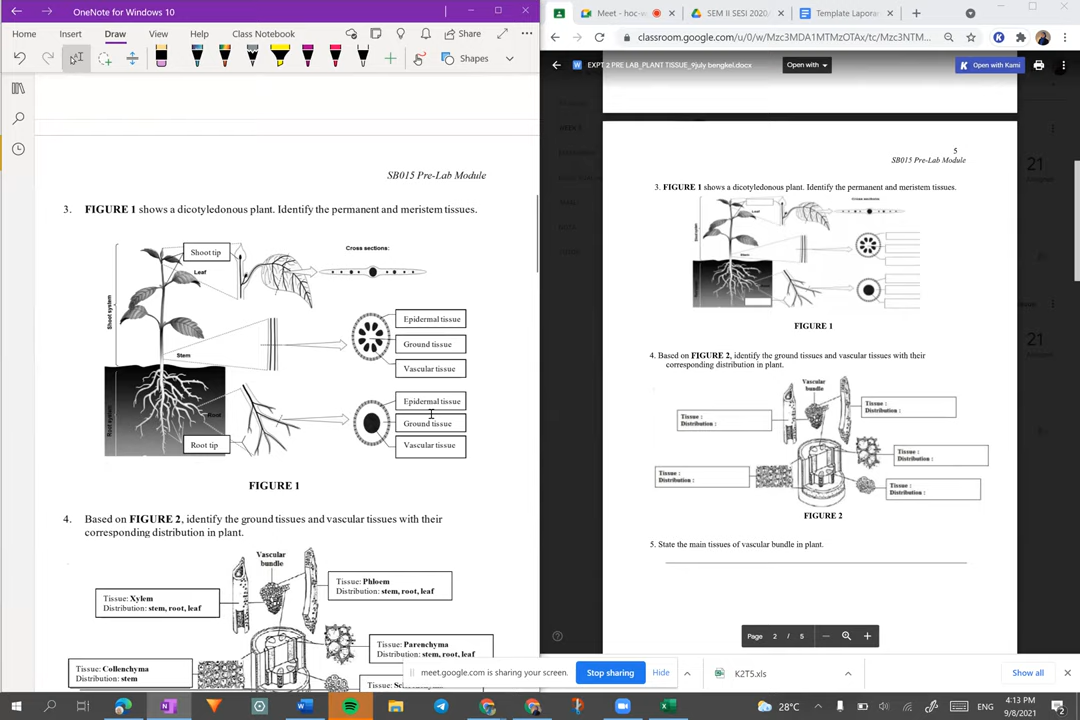 OneNote for Windows 10
Home Insert Draw View Help Class Notebook
Share
Shapes
SB015 Pre-Lab Module
3. FIGURE 1 shows a dicotyledonous plant. Identify the permanent and meristem tissues.
Shoot tip
Cross sections:
Leaf
Shoot system
Epidermal tissue
Ground tissue
Stem
Vascular tissue
Epidermal tissue
Root system
Root
Ground tissue
Root tip
Vascular tissue
FIGURE 1
4. Based on FIGURE 2, identify the ground tissues and vascular tissues with their
corresponding distribution in plant.
Vascular
bundle
Tissue: Phloem
Distribution: stem, root, leaf
Tissue: Xylem
Distribution: stem, root, leaf
Tissue: Parenchyma
Distribution: stem, root, leaf
Tissue: Collenchyma
Distribution: stem
Meet - hoc-w
SEM II SESI 2020/
Template Lapora
classroom.google.com/u/0/w/Mzc3MDA1MTMzOTAx/tc/Mzc3NTM...
EXPT 2 PRE LAB_PLANT TISSUE_9july bengkel.docx
Open with
Open with Kami
5
SB015 Pre-Lab Module
3. FIGURE 1 shows a dicotyledonous plant. Identify the permanent and meristem tissues.
Cross sections:
Leaf
Stem
FIGURE 1
4. Based on FIGURE 2, identify the ground tissues and vascular tissues with their
corresponding distribution in plant.
Vascular
bundle
Tissue :
Distribution :
Tissue :
Distribution :
Tissue :
Distribution :
Tissue :
Distribution :
Tissue :
Distribution :
FIGURE 2
5. State the main tissues of vascular bundle in plant.
21
21
Page 2 / 5
meet.google.com is sharing your screen.
Stop sharing
Hide
K2T5.xls
Show all
28°C
ENG
4:13 PM
9/8/2021
2